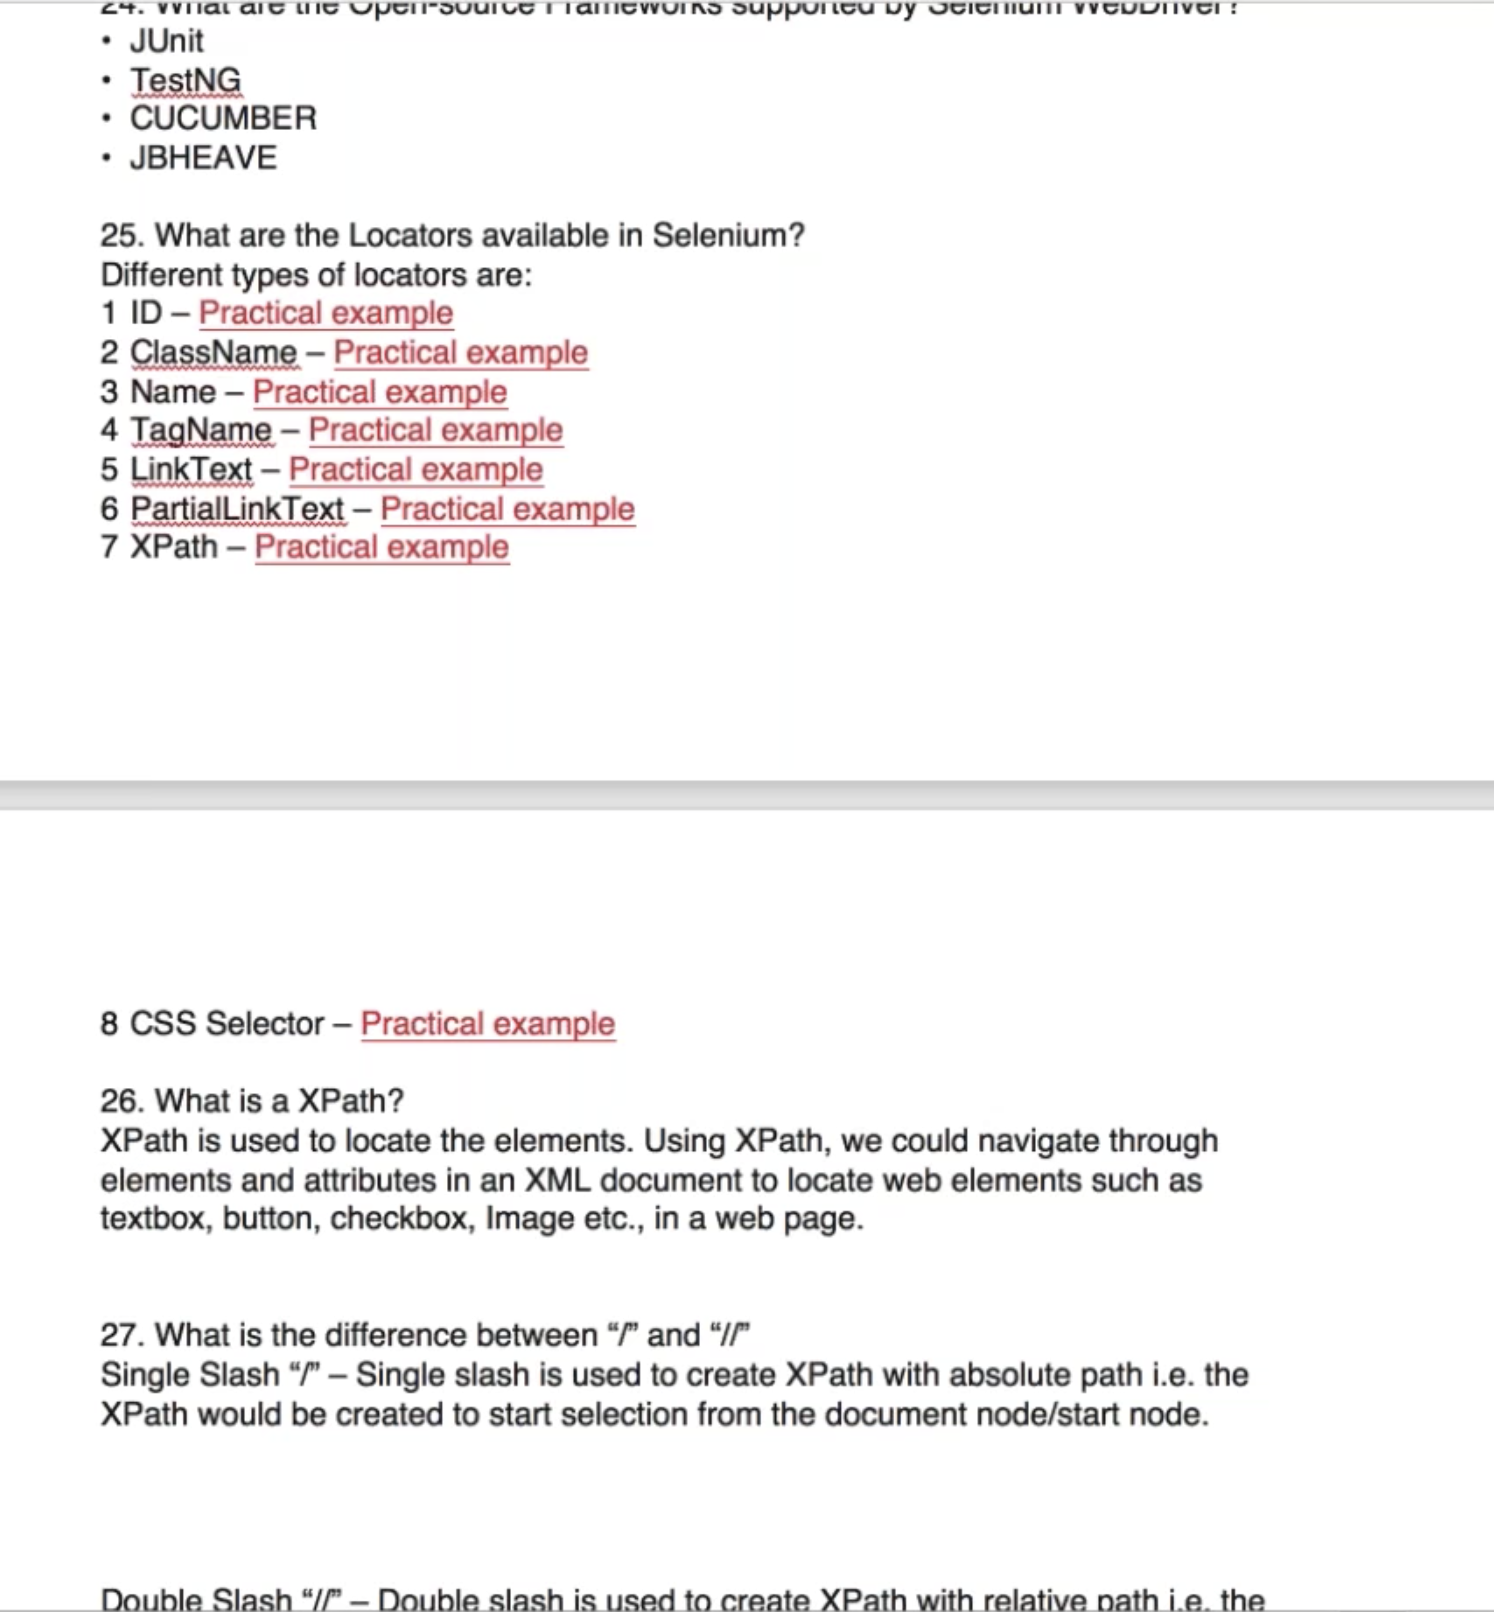 24. What are the Open-source Frameworks supported by Selenium WebDriver?
• JUnit
• TestNG
• CUCUMBER
• JBHEAVE
25. What are the Locators available in Selenium?
Different types of locators are:
1 ID – Practical example
2 ClassName – Practical example
3 Name – Practical example
4 TagName – Practical example
5 LinkText – Practical example
6 PartialLinkText – Practical example
7 XPath – Practical example
8 CSS Selector – Practical example
26. What is a XPath?
XPath is used to locate the elements. Using XPath, we could navigate through
elements and attributes in an XML document to locate web elements such as
textbox, button, checkbox, Image etc., in a web page.
27. What is the difference between “/” and “//”
Single Slash “/” – Single slash is used to create XPath with absolute path i.e. the
XPath would be created to start selection from the document node/start node.
Double Slash “//” – Double slash is used to create XPath with relative path i.e. the